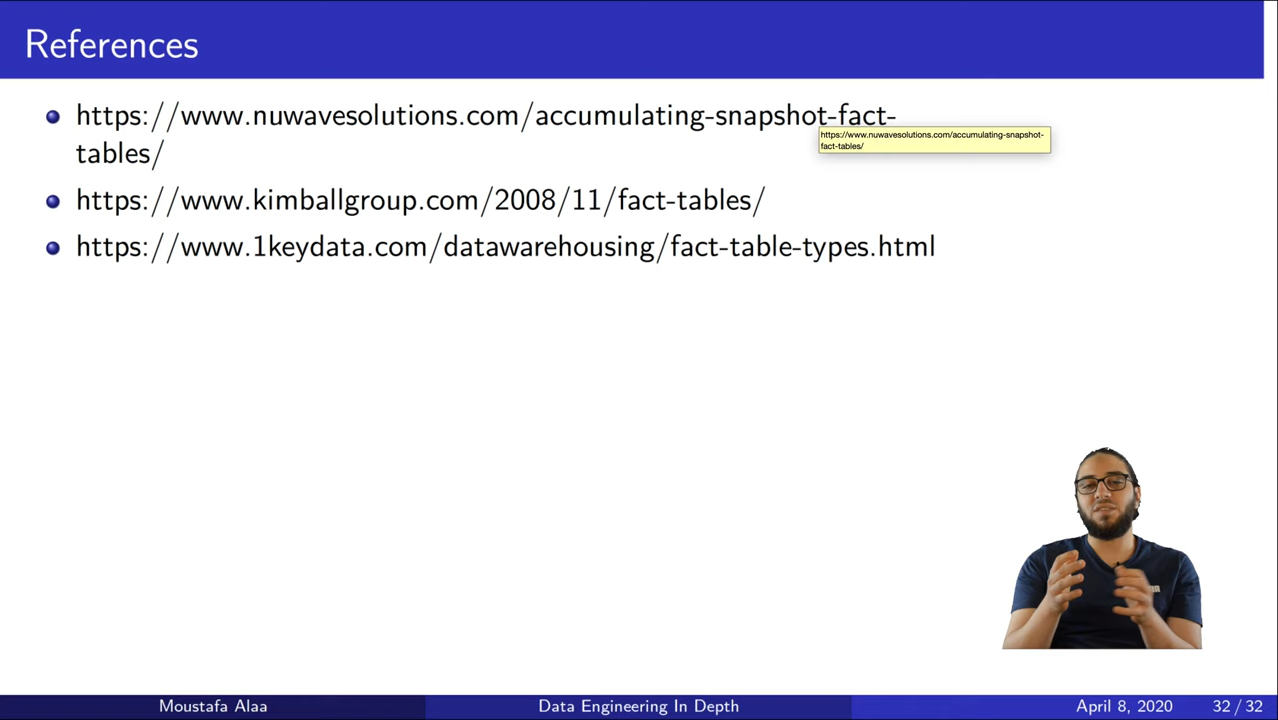 References
https://www.nuwavesolutions.com/accumulating-snapshot-fact-
tables/
https://www.nuwavesolutions.com/accumulating-snapshot-
fact-tables/
https://www.kimballgroup.com/2008/11/fact-tables/
https://www.1keydata.com/datawarehousing/fact-table-types.html
Moustafa Alaa Data Engineering In Depth April 8, 2020 32 / 32